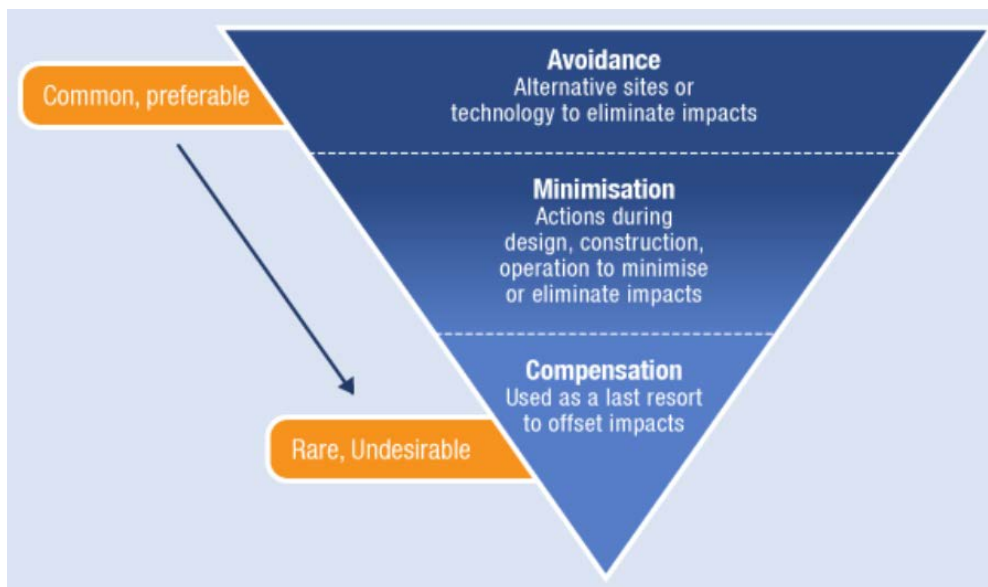 Avoidance
Alternative sites or
technology to eliminate impacts
Common, preferable
Minimisation
Actions during
design, construction,
operation to minimise
or eliminate impacts
Compensation
Used as a last resort
to offset impacts
Rare, Undesirable